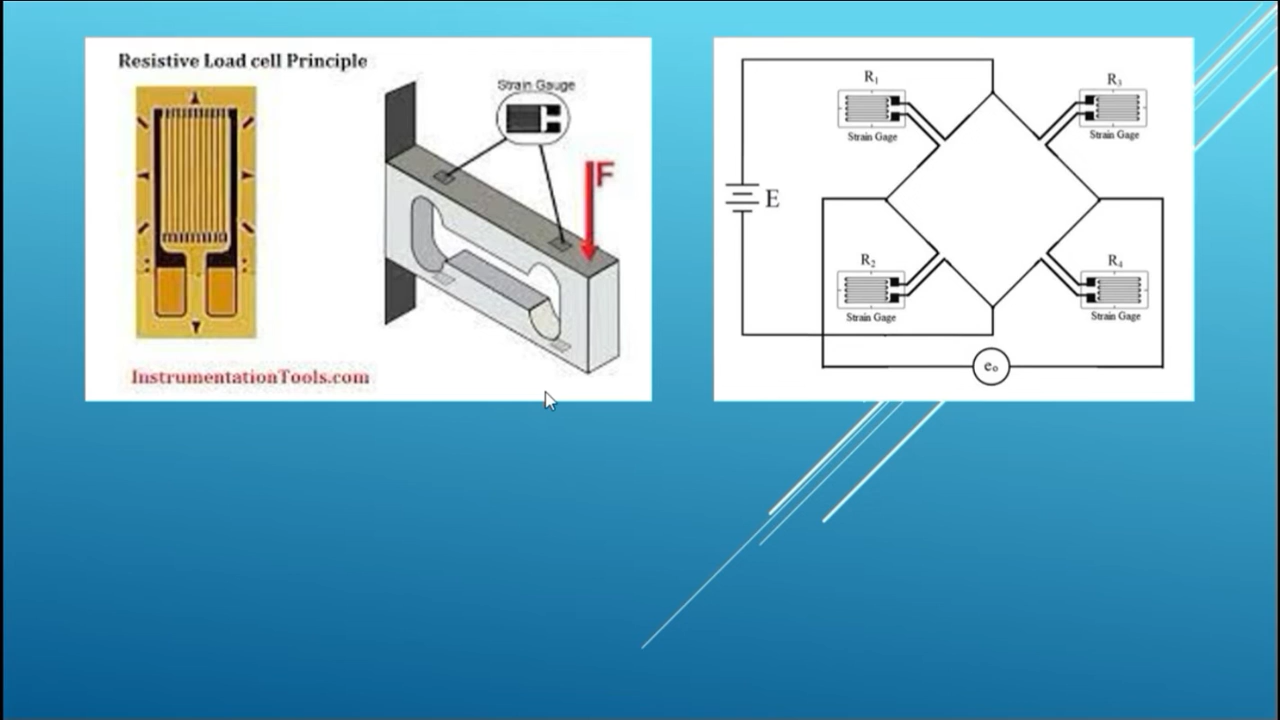 Resistive Load cell Principle
Strain Gauge
F
InstrumentationTools.com
R1
Strain Gage
R3
Strain Gage
E
R2
Strain Gage
R4
Strain Gage
eo